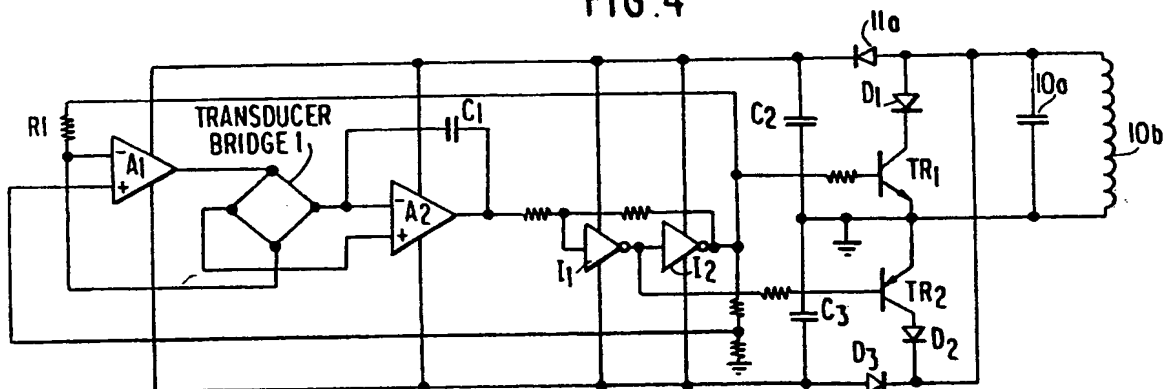 FIG.4
11a
R1
TRANSDUCER
BRIDGE 1
C1
C2
D1
10a
10b
- A1
+
TR1
- A2
+
I1
I2
TR2
C3
D3
D2